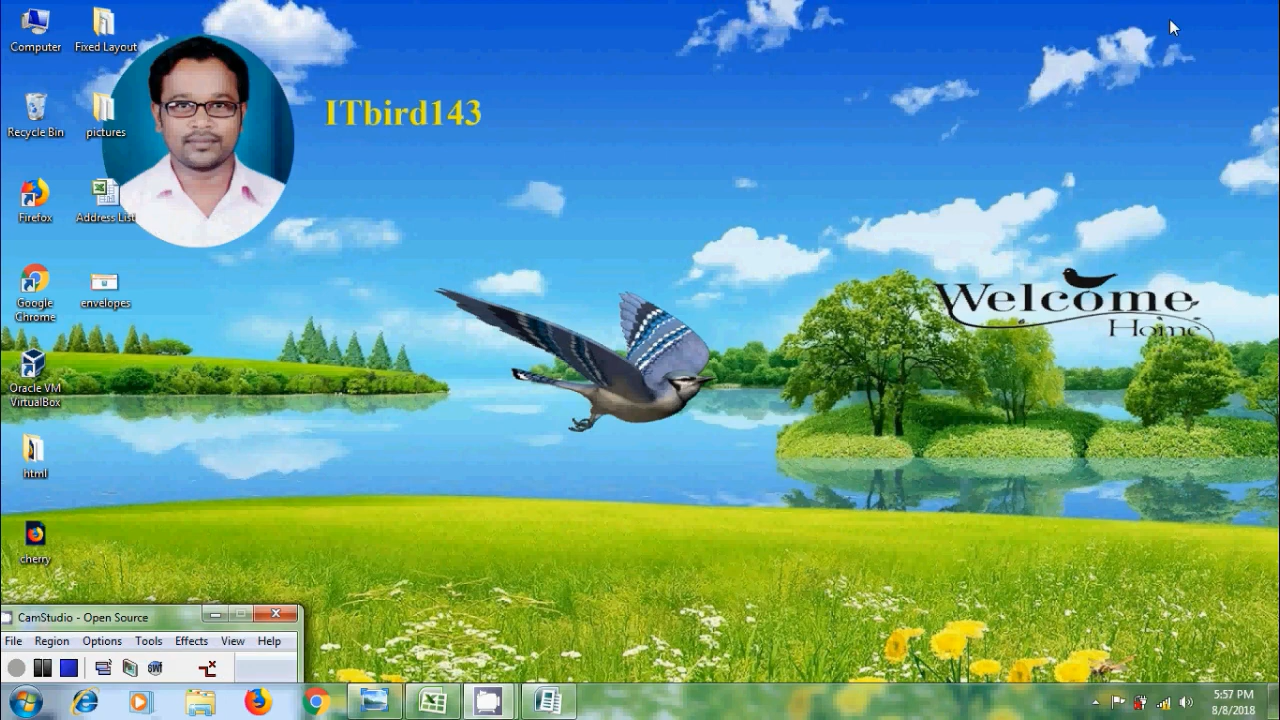 Computer
Fixed Layout
ITbird143
Recycle Bin
pictures
Firefox
Address List
Google
Chrome
envelopes
Welcome
Home
Oracle VM
VirtualBox
html
cherry
CamStudio - Open Source
File Region Options Tools Effects View Help
SWF
5:57 PM
8/8/2018